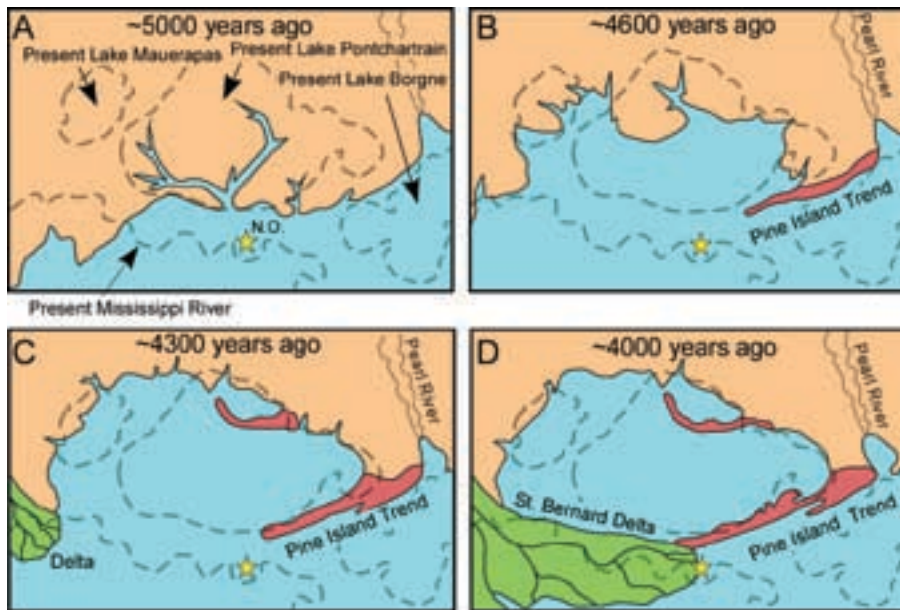 A
~5000 years ago
Present Lake Mauerapas
Present Lake Pontchartrain
Present Lake Borgne
N.O.
Present Mississippi River
B
~4600 years ago
Pearl River
Pine Island Trend
C
~4300 years ago
Pearl River
Pine Island Trend
Delta
D
~4000 years ago
Pearl River
St. Bernard Delta
Pine Island Trend